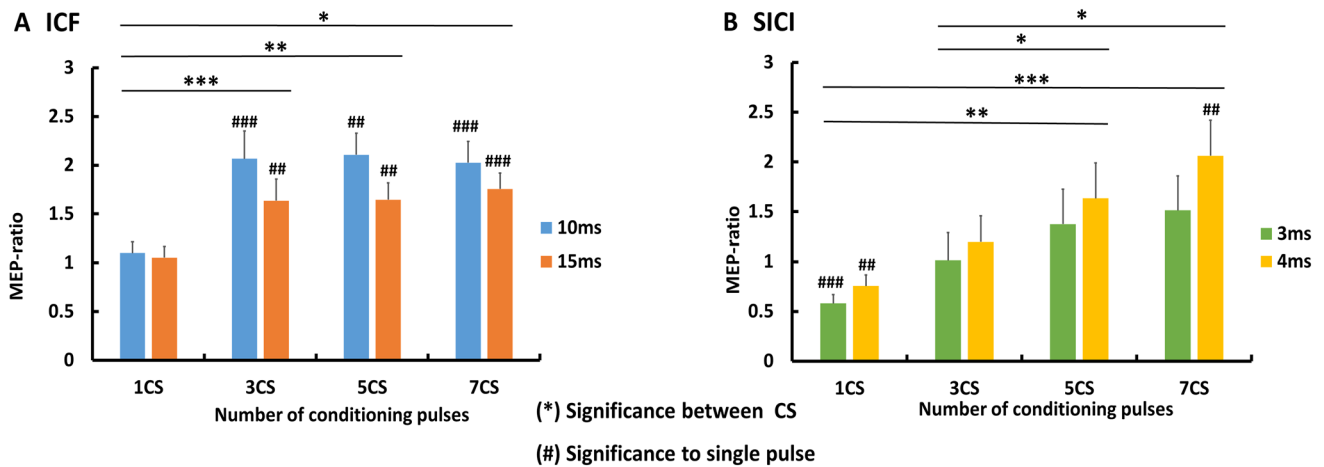 A ICF
*
**
***
3
2.5
2
1.5
1
0.5
0
MEP-ratio
###
##
##
##
###
###
1CS
3CS
5CS
7CS
Number of conditioning pulses
10ms
15ms
B SICI
*
*
***
**
3
2.5
2
1.5
1
0.5
0
MEP-ratio
###
##
##
1CS
3CS
5CS
7CS
Number of conditioning pulses
3ms
4ms
(*) Significance between CS
(#) Significance to single pulse